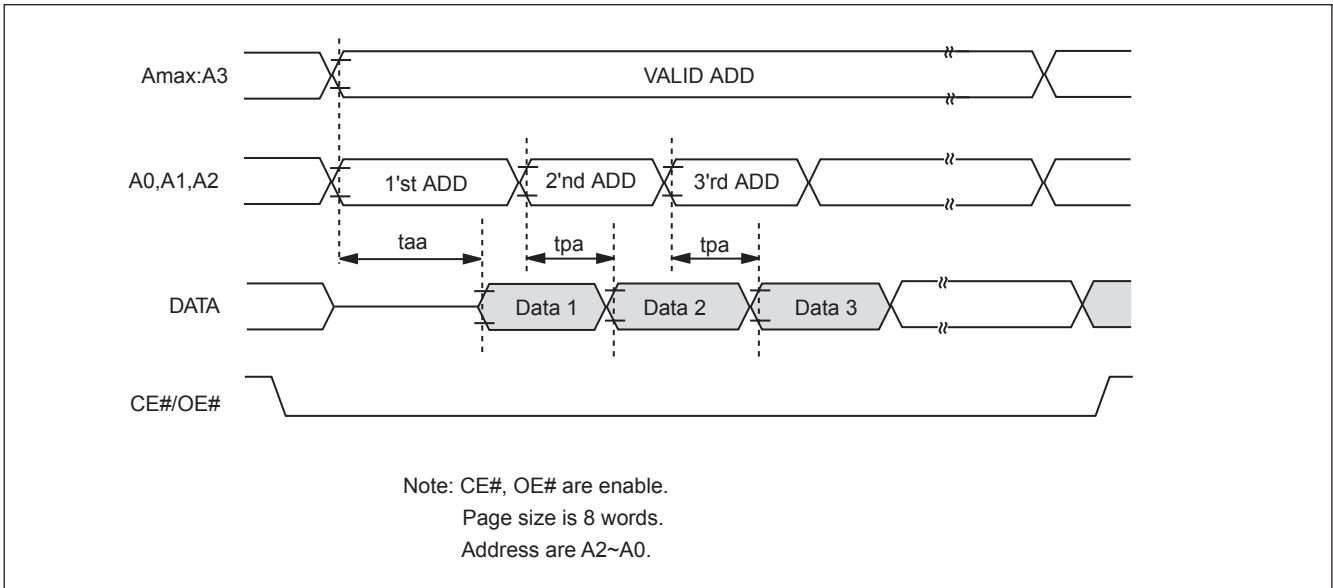 Amax:A3
VALID ADD
A0,A1,A2
1'st ADD
2'nd ADD
3'rd ADD
taa
tpa
tpa
DATA
Data 1
Data 2
Data 3
CE#/OE#
Note: CE#, OE# are enable.
Page size is 8 words.
Address are A2~A0.